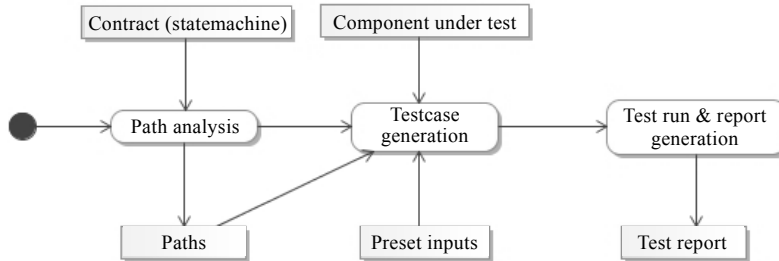 Contract (statemachine)
Component under test
Path analysis
Testcase
generation
Test run & report
generation
Paths
Preset inputs
Test report